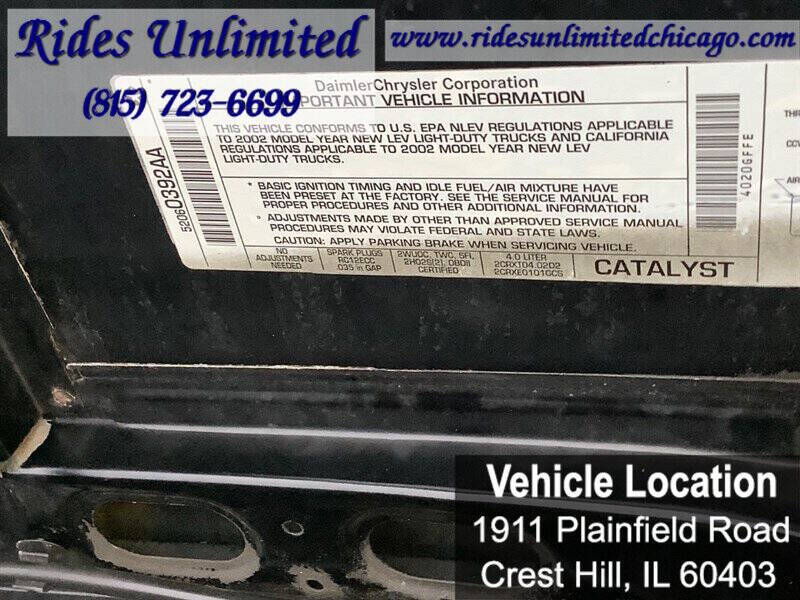 Rides Unlimited
(815) 723-6699
www.ridesunlimitedchicago.com
DaimlerChrysler Corporation
PORTANT VEHICLE INFORMATION
THIS VEHICLE CONFORMS TO U.S. EPA NLEV REGULATIONS APPLICABLE
TO 2002 MODEL YEAR NEW LEV LIGHT-DUTY TRUCKS AND CALIFORNIA
REGULATIONS APPLICABLE TO 2002 MODEL YEAR NEW LEV
LIGHT-DUTY TRUCKS.
* BASIC IGNITION TIMING AND IDLE FUEL/AIR MIXTURE HAVE
BEEN PRESET AT THE FACTORY. SEE THE SERVICE MANUAL FOR
PROPER PROCEDURES AND OTHER ADDITIONAL INFORMATION.
* ADJUSTMENTS MADE BY OTHER THAN APPROVED SERVICE MANUAL
PROCEDURES MAY VIOLATE FEDERAL AND STATE LAWS.
CAUTION: APPLY PARKING BRAKE WHEN SERVICING VEHICLE.
NO
ADJUSTMENTS
NEEDED
SPARK PLUGS
RC12ECC
.035 in GAP
2WUOC, TWC, SFI,
2HO2S(2), OBDII
CERTIFIED
4.0 LITER
2CRXT04.02D2
2CRXE0101GCS
CATALYST
52060392AA
4020GFFE
THR
CCV
AIR
Vehicle Location
1911 Plainfield Road
Crest Hill, IL 60403